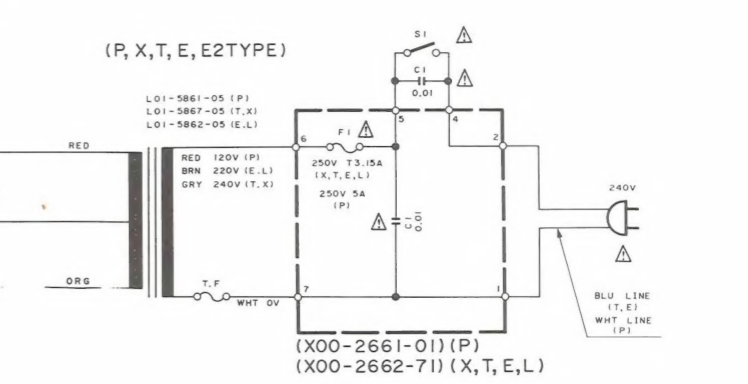 (P, X,T, E, E2TYPE)
S1
C1
0.01
L01-5861-05 (P)
L01-5867-05 (T,X)
L01-5862-05 (E.L)
RED
5
4
6
F1
2
RED 120V (P)
BRN 220V (E.L)
GRY 240V (T.X)
250V T3.15A
(X,T,E,L)
250V 5A
(P)
C1
0.01
240V
ORG
T.F
WHT 0V
7
1
BLU LINE
(T,E)
WHT LINE
(P)
(X00-2661-01)(P)
(X00-2662-71)(X,T,E,L)